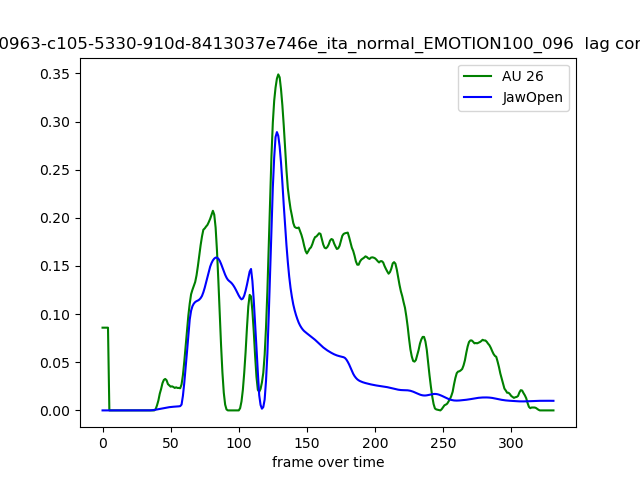 0963-c105-5330-910d-8413037e746e_ita_normal_EMOTION100_096 lag cor
AU 26
JawOpen
0.35
0.30
0.25
0.20
0.15
0.10
0.05
0.00
0 50 100 150 200 250 300
frame over time